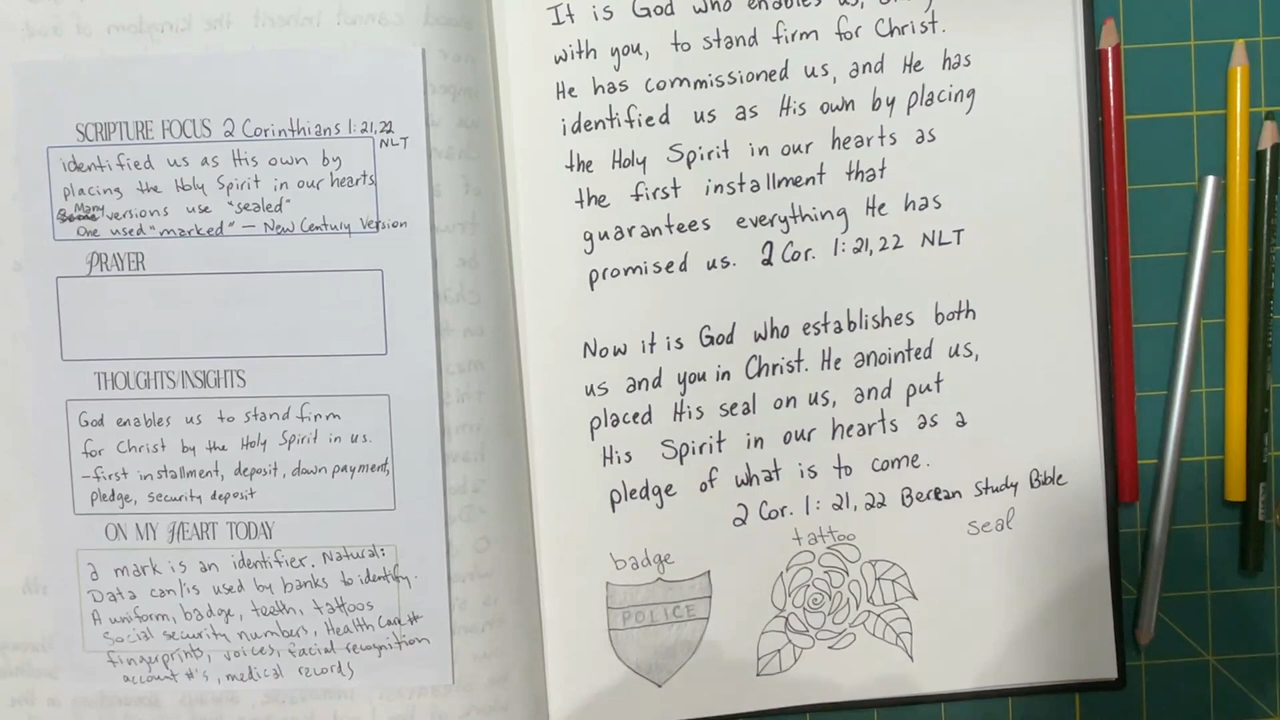 SCRIPTURE FOCUS 2 Corinthians 1:21,22
NLT
identified us as His own by
placing the Holy Spirit in our hearts
Many versions use "sealed"
One used "marked" – New Century Version
PRAYER
THOUGHTS/INSIGHTS
God enables us to stand firm
for Christ by the Holy Spirit in us.
-first installment, deposit, down payment,
pledge, security deposit
ON MY HEART TODAY
a mark is an identifier. Natural:
Data can/is used by banks to identify.
A uniform, badge, teeth, tattoos
Social security numbers, Health Care #
fingerprints, voices, facial recognition
account #'s, medical records
It is God who enables us,
with you, to stand firm for Christ.
He has commissioned us, and He has
identified us as His own by placing
the Holy Spirit in our hearts as
the first installment that
guarantees everything He has
promised us. 2 Cor. 1:21,22 NLT
Now it is God who establishes both
us and you in Christ. He anointed us,
placed His seal on us, and put
His Spirit in our hearts as a
pledge of what is to come.
2 Cor. 1:21,22 Berean Study Bible
badge
tattoo
seal
POLICE